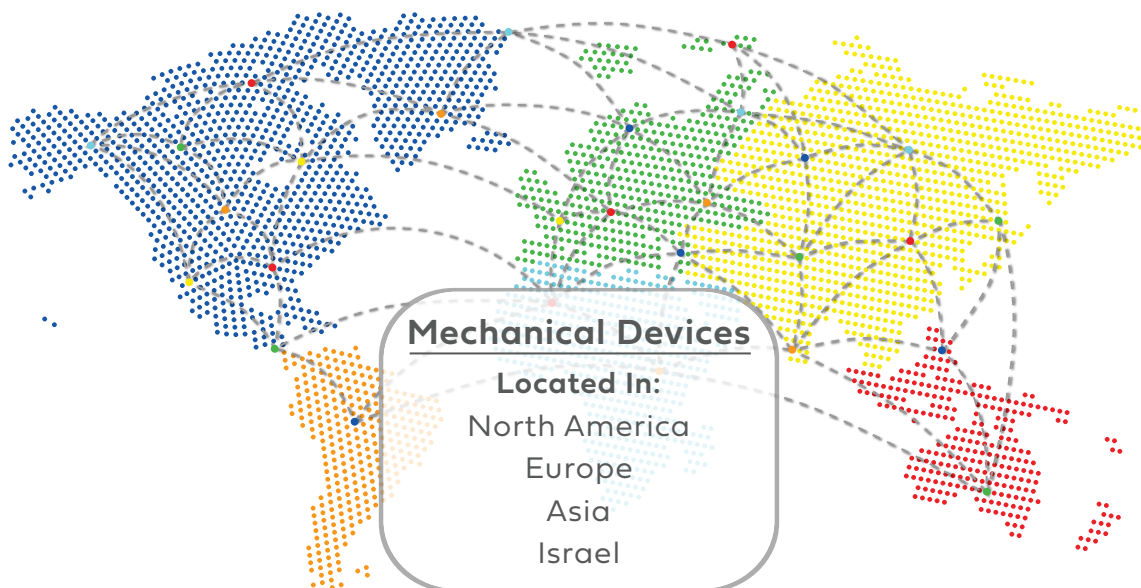 Mechanical Devices
Located In:
North America
Europe
Asia
Israel